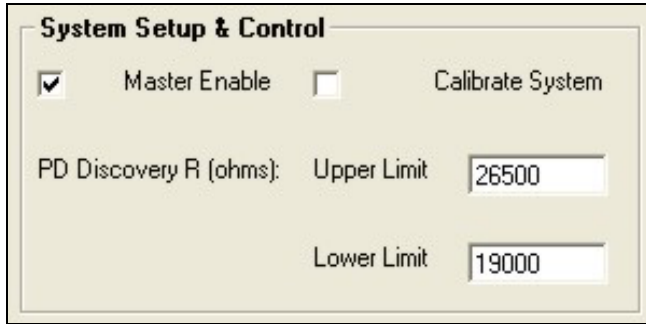 System Setup & Control
Master Enable Calibrate System
PD Discovery R (ohms): Upper Limit 26500
Lower Limit 19000